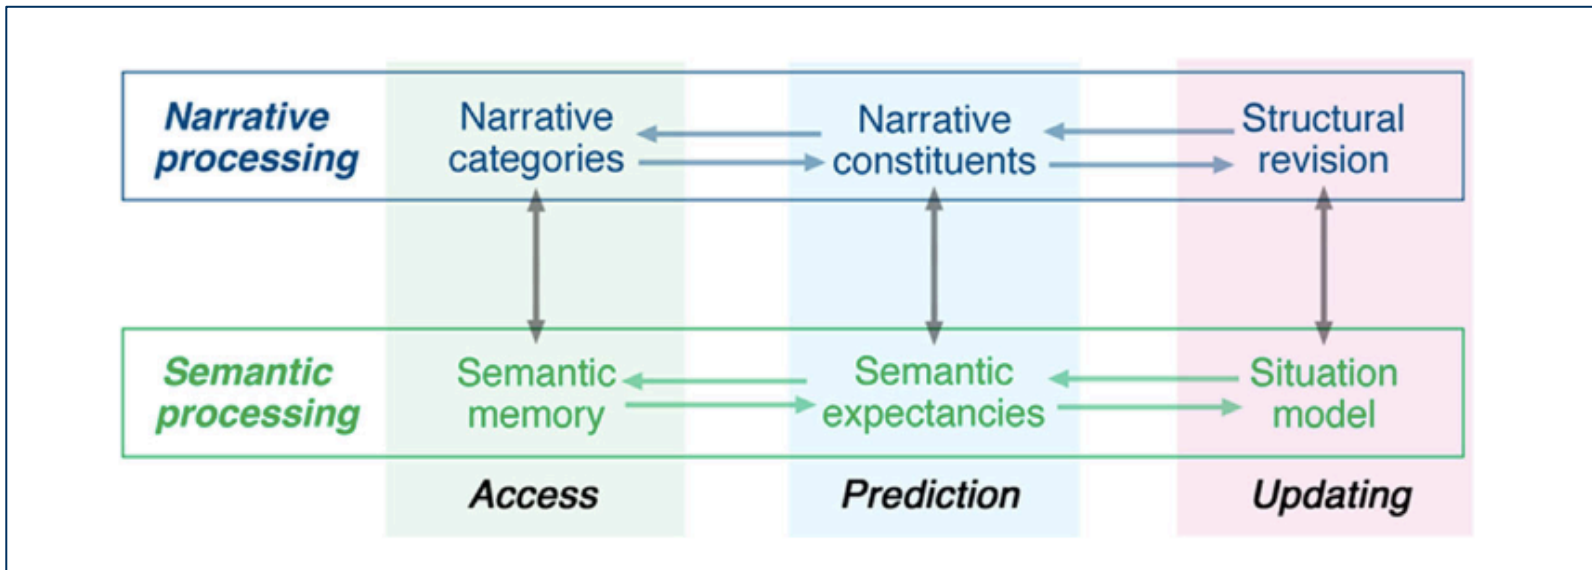 Narrative
processing
Narrative
categories
Narrative
constituents
Structural
revision
Semantic
processing
Semantic
memory
Semantic
expectancies
Situation
model
Access
Prediction
Updating